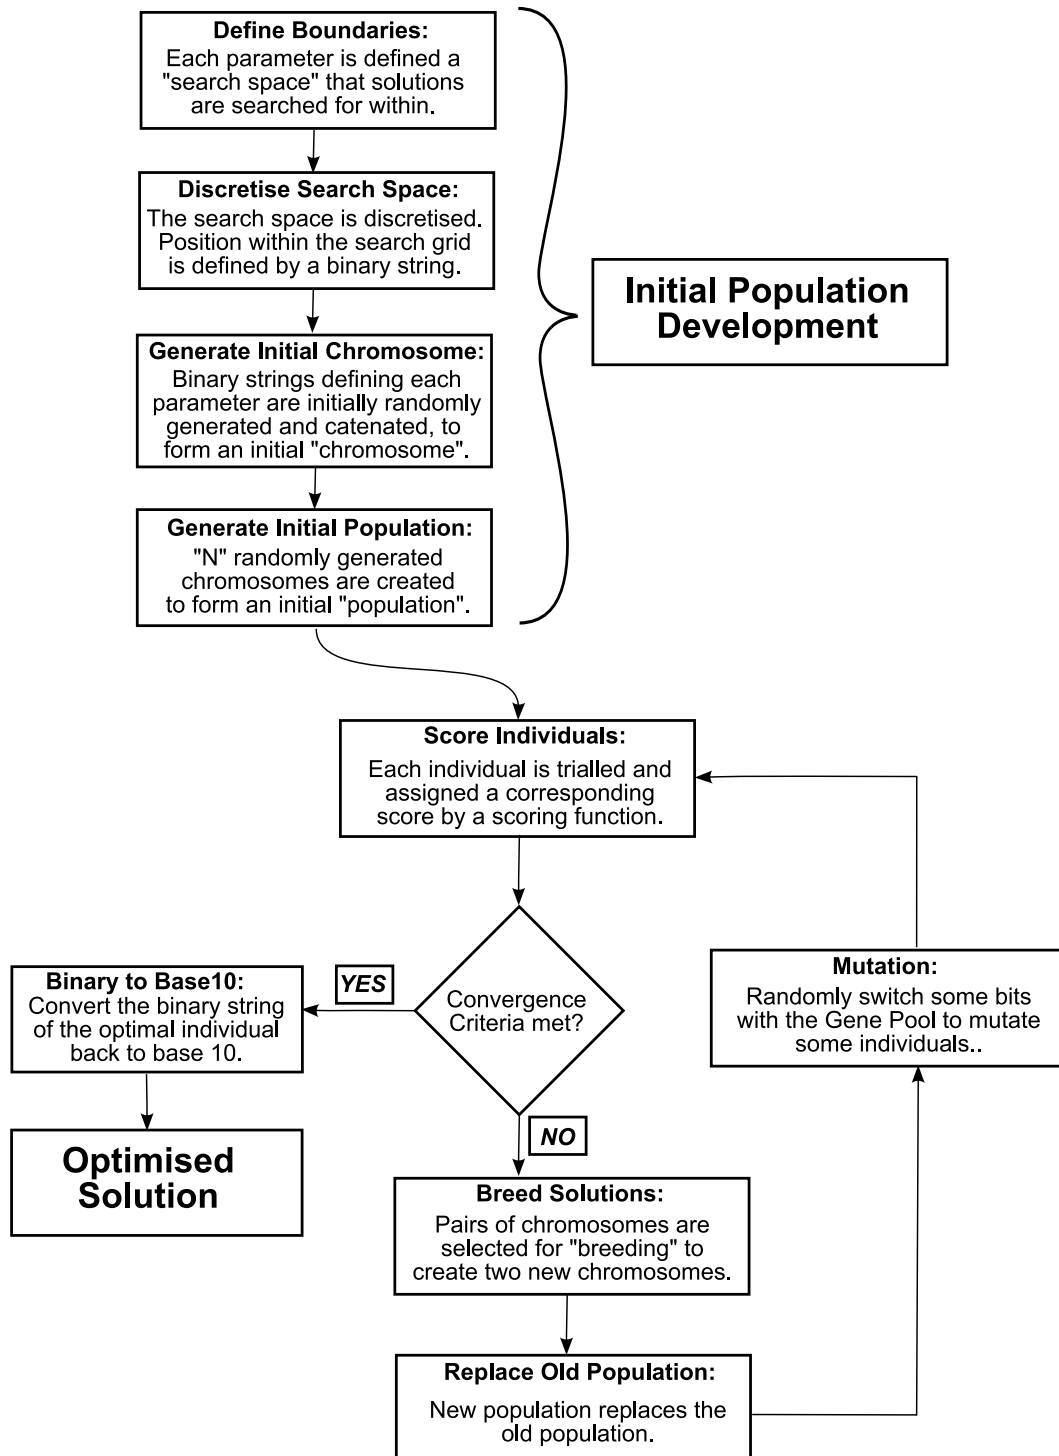 Define Boundaries:
Each parameter is defined a
"search space" that solutions
are searched for within.
Discretise Search Space:
The search space is discretised.
Position within the search grid
is defined by a binary string.
Generate Initial Chromosome:
Binary strings defining each
parameter are initially randomly
generated and catenated, to
form an initial "chromosome".
Generate Initial Population:
"N" randomly generated
chromosomes are created
to form an initial "population".
Initial Population
Development
Score Individuals:
Each individual is trialled and
assigned a corresponding
score by a scoring function.
Convergence
Criteria met?
YES
Binary to Base10:
Convert the binary string
of the optimal individual
back to base 10.
Optimised
Solution
NO
Breed Solutions:
Pairs of chromosomes are
selected for "breeding" to
create two new chromosomes.
Replace Old Population:
New population replaces the
old population.
Mutation:
Randomly switch some bits
with the Gene Pool to mutate
some individuals..